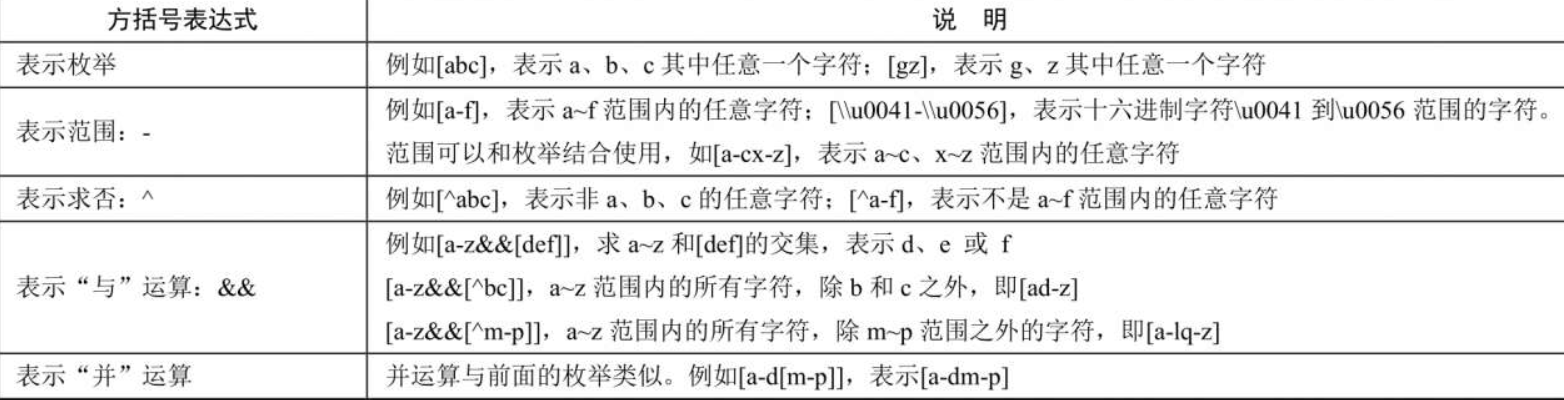 方括号表达式
说 明
表示枚举
例如[abc]，表示 a、b、c 其中任意一个字符；[gz]，表示 g、z 其中任意一个字符
表示范围：-
例如[a-f]，表示 a~f 范围内的任意字符；[\\u0041-\\u0056]，表示十六进制字符\u0041 到\u0056 范围的字符。
范围可以和枚举结合使用，如[a-cx-z]，表示 a~c、x~z 范围内的任意字符
表示求否：^
例如[^abc]，表示非 a、b、c 的任意字符；[^a-f]，表示不是 a~f 范围内的任意字符
表示“与”运算：&&
例如[a-z&&[def]]，求 a~z 和[def]的交集，表示 d、e 或 f
[a-z&&[^bc]]，a~z 范围内的所有字符，除 b 和 c 之外，即[ad-z]
[a-z&&[^m-p]]，a~z 范围内的所有字符，除 m~p 范围之外的字符，即[a-lq-z]
表示“并”运算
并运算与前面的枚举类似。例如[a-d[m-p]]，表示[a-dm-p]